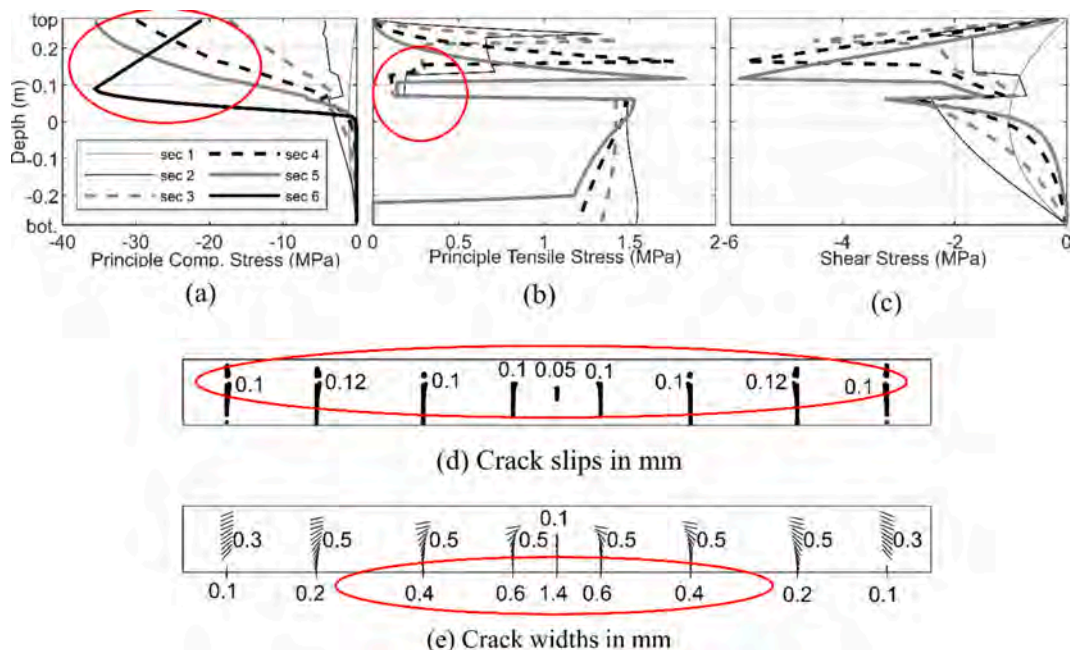 top
0.2
0.1
0
-0.1
-0.2
bot.
Depth (m)
sec 1 sec 4
sec 2 sec 5
sec 3 sec 6
-40 -30 -20 -10 0
Principle Comp. Stress (MPa)
(a)
0 0.5 1 1.5 2
Principle Tensile Stress (MPa)
(b)
-6 -4 -2 0
Shear Stress (MPa)
(c)
0.1 0.12 0.1 0.1 0.05 0.1 0.1 0.12 0.1
(d) Crack slips in mm
0.3 0.5 0.5 0.5 0.1 0.5 0.5 0.5 0.3
0.1 0.2 0.4 0.6 1.4 0.6 0.4 0.2 0.1
(e) Crack widths in mm